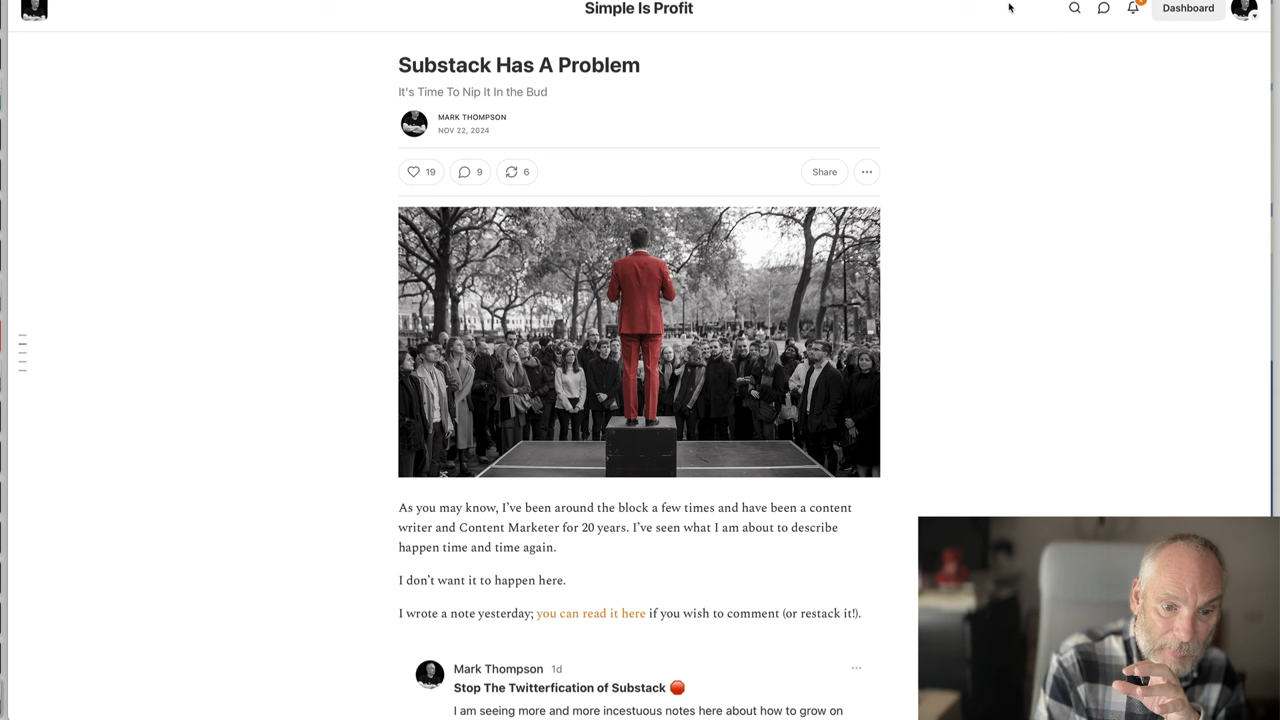 Simple Is Profit
Dashboard
Substack Has A Problem
It's Time To Nip It In the Bud
MARK THOMPSON
NOV 22, 2024
19
9
6
Share
As you may know, I’ve been around the block a few times and have been a content
writer and Content Marketer for 20 years. I’ve seen what I am about to describe
happen time and time again.
I don’t want it to happen here.
I wrote a note yesterday; you can read it here if you wish to comment (or restack it!).
Mark Thompson 1d
Stop The Twitterfication of Substack
I am seeing more and more incestuous notes here about how to grow on